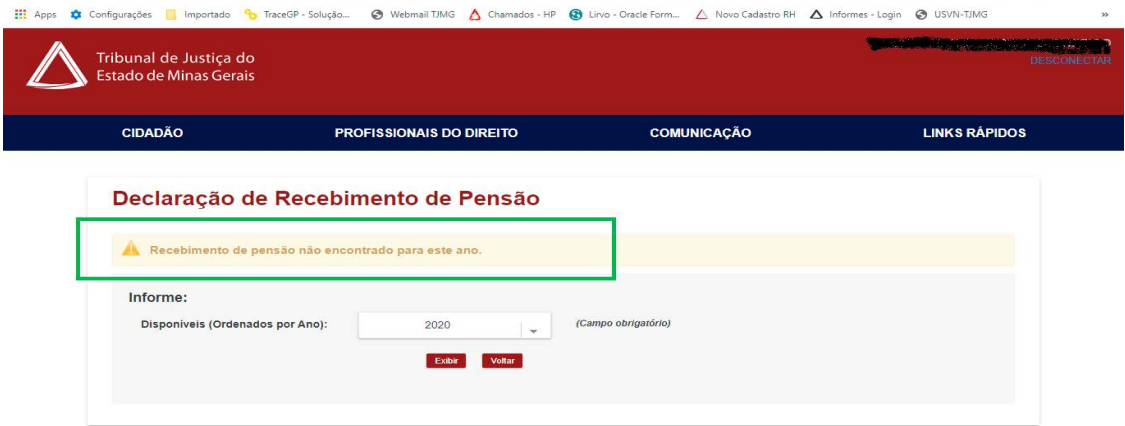 Apps Configurações Importado TraceGP - Solução... Webmail TJMG Chamados - HP Lirvo - Oracle Form... Novo Cadastro RH Informes - Login USVN-TJMG »
Tribunal de Justiça do
Estado de Minas Gerais
DESCONECTAR
CIDADÃO PROFISSIONAIS DO DIREITO COMUNICAÇÃO LINKS RÁPIDOS
Declaração de Recebimento de Pensão
Recebimento de pensão não encontrado para este ano.
Informe:
Disponíveis (Ordenados por Ano): 2020 (Campo obrigatório)
Exibir Voltar